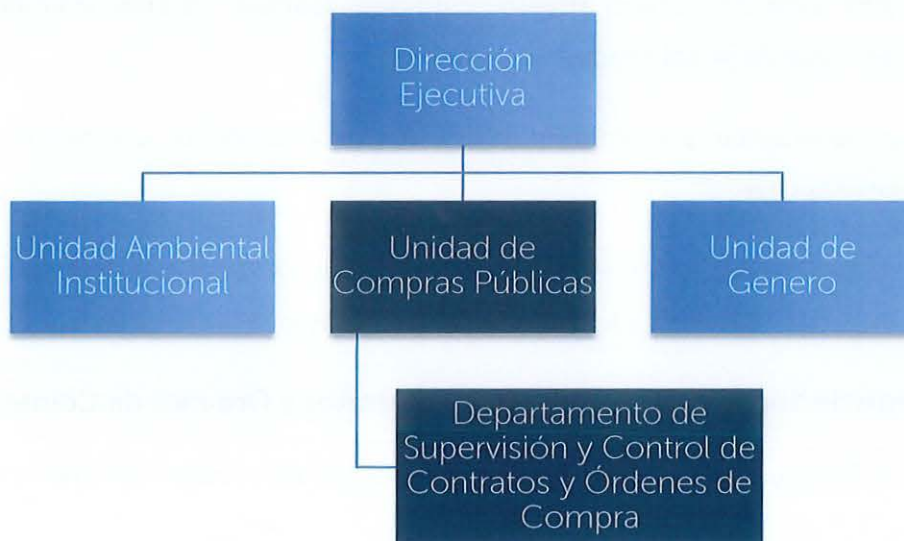 Dirección
Ejecutiva
Unidad Ambiental
Institucional
Unidad de
Compras Públicas
Unidad de
Genero
Departamento de
Supervisión y Control de
Contratos y Órdenes de
Compra